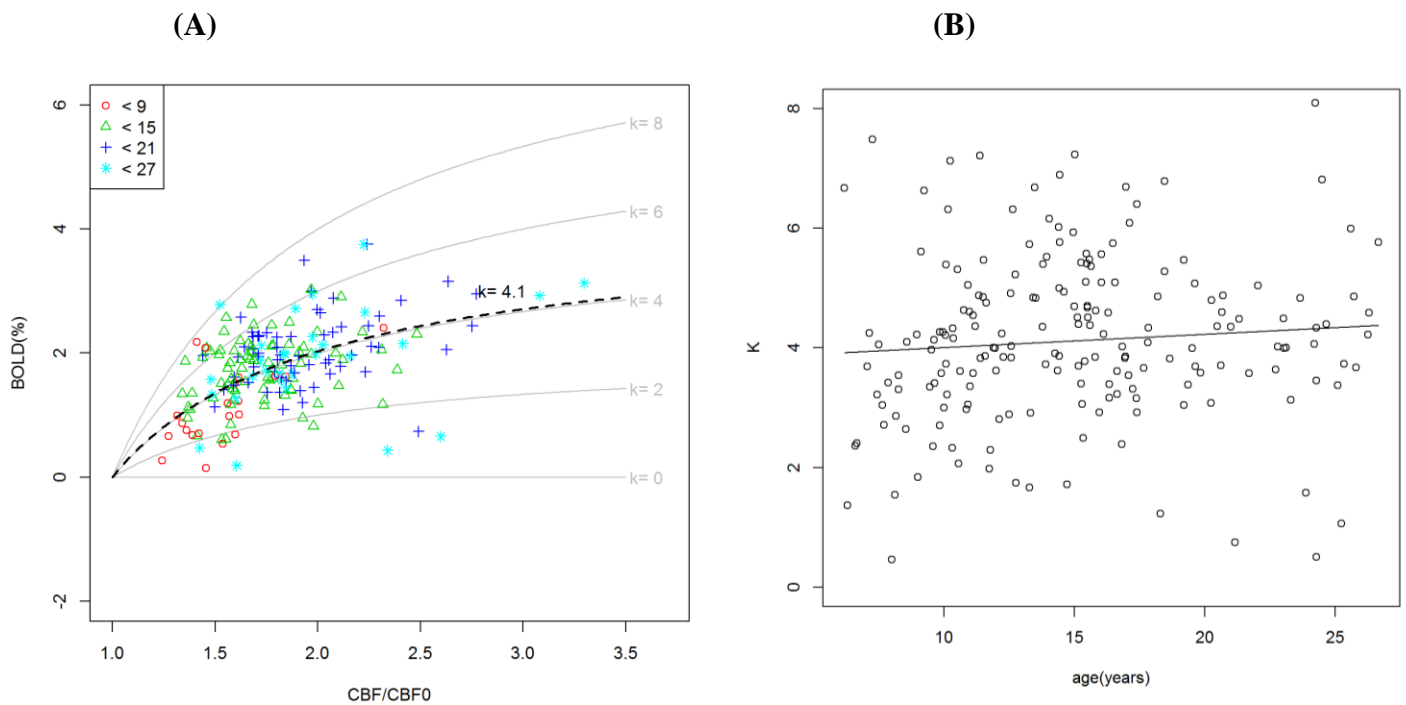 (A)
(B)
< 9
< 15
< 21
< 27
k= 8
k= 6
k= 4.1
k= 4
k= 2
k= 0
6
4
2
0
-2
BOLD(%)
1.0 1.5 2.0 2.5 3.0 3.5
CBF/CBF0
8
6
4
2
0
K
10 15 20 25
age(years)